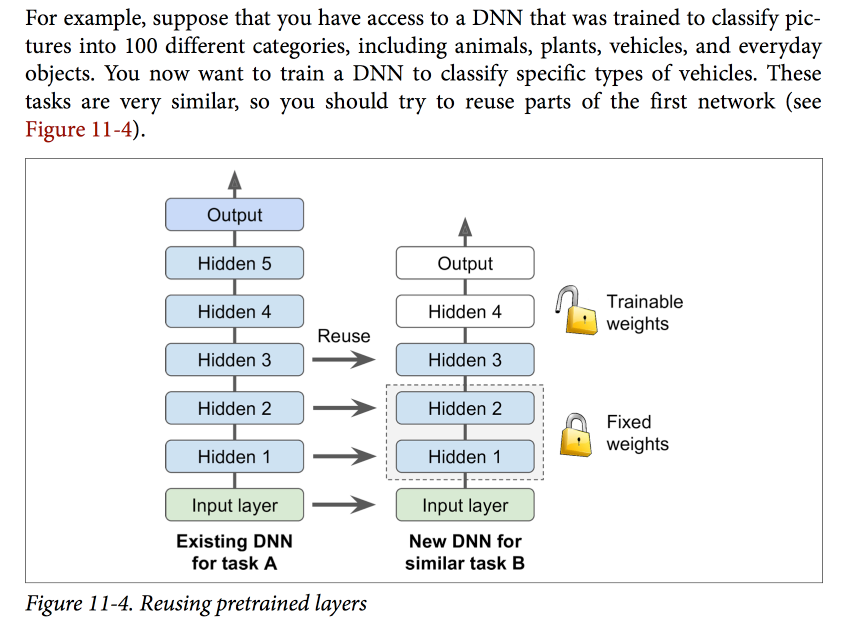 For example, suppose that you have access to a DNN that was trained to classify pic-
tures into 100 different categories, including animals, plants, vehicles, and everyday
objects. You now want to train a DNN to classify specific types of vehicles. These
tasks are very similar, so you should try to reuse parts of the first network (see
Figure 11-4).
Output
Hidden 5
Hidden 4
Hidden 3
Hidden 2
Hidden 1
Input layer
Existing DNN
for task A
Reuse
Output
Hidden 4
Hidden 3
Hidden 2
Hidden 1
Input layer
New DNN for
similar task B
Trainable
weights
Fixed
weights
Figure 11-4. Reusing pretrained layers